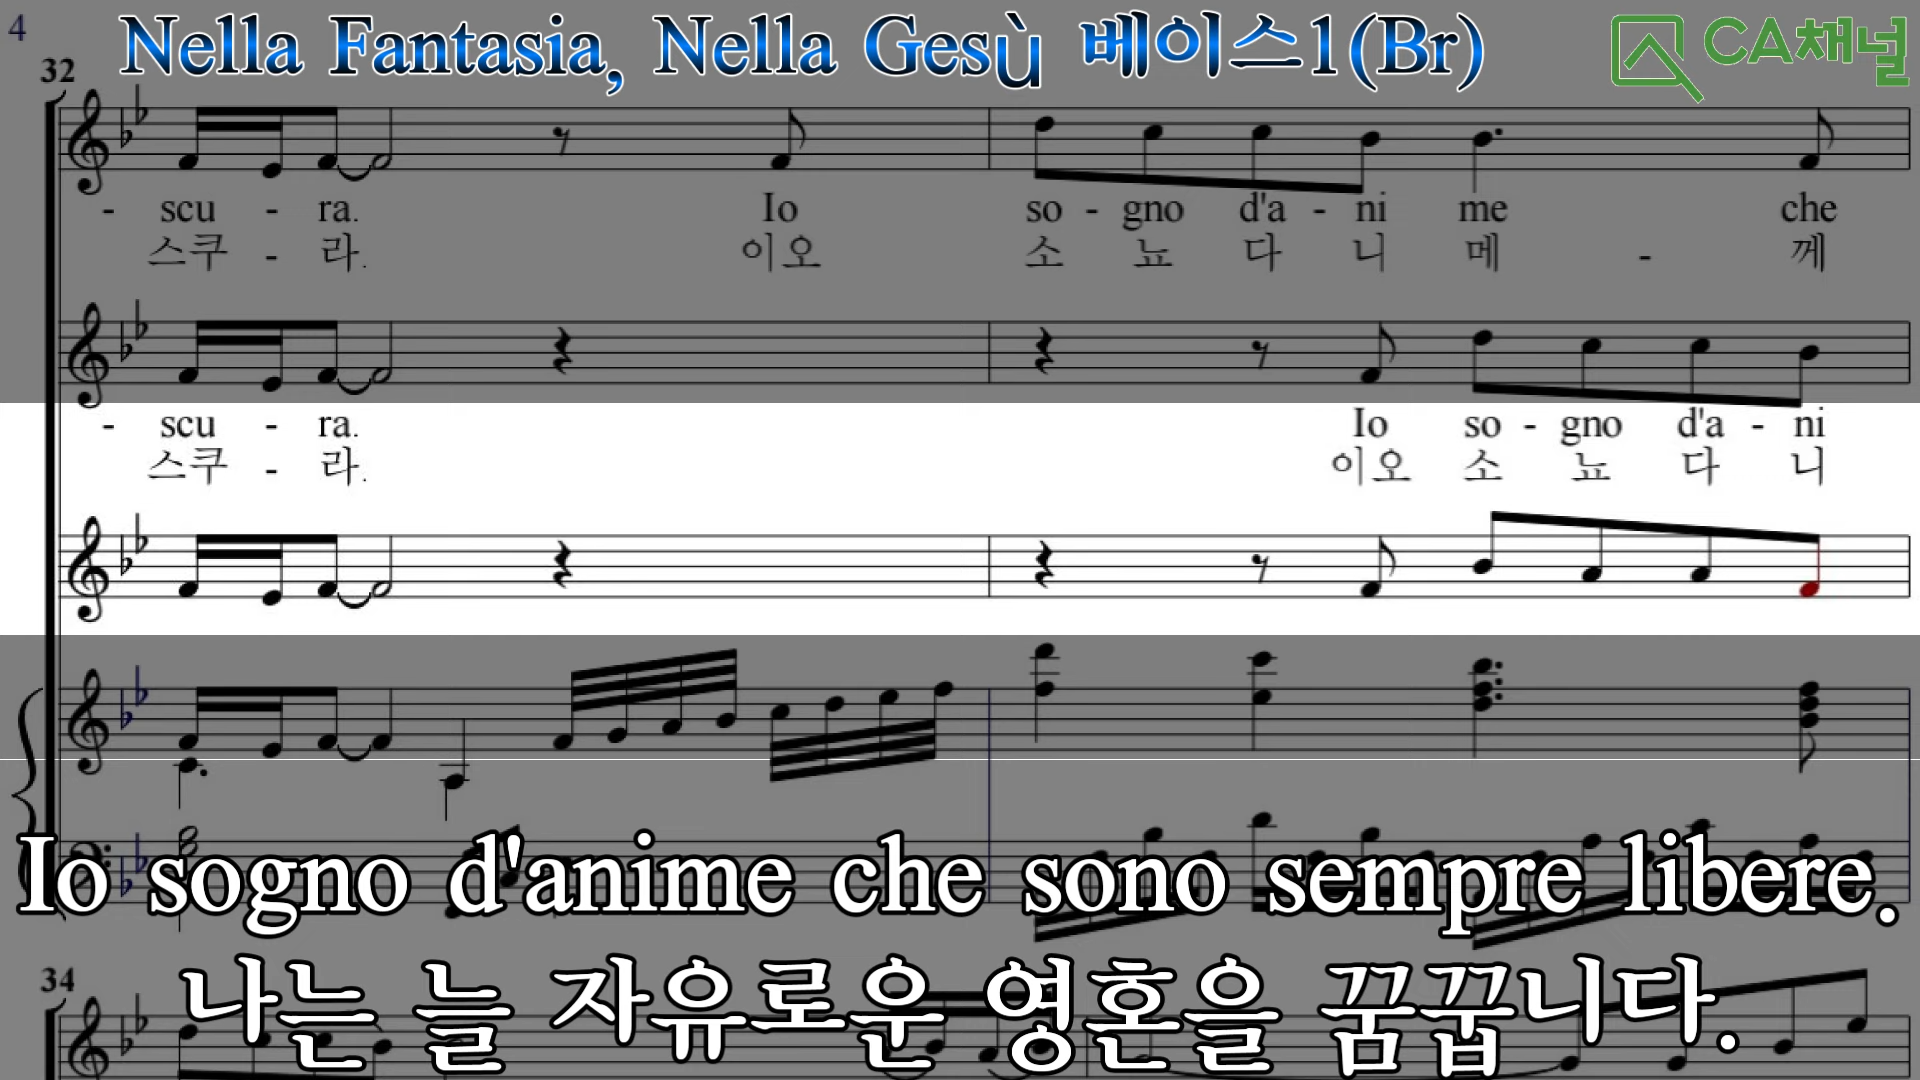 4
Nella Fantasia, Nella Gesù 베이스1(Br)
CA채널
32
- scu - ra. Io so - gno d'a - ni me che
스쿠 - 라. 이오 소 뇨 다 니 메 - 께
- scu - ra. Io so - gno d'a - ni
스쿠 - 라. 이오 소 뇨 다 니
Io sogno d'anime che sono sempre libere.
나는 늘 자유로운 영혼을 꿈꿉니다.
34